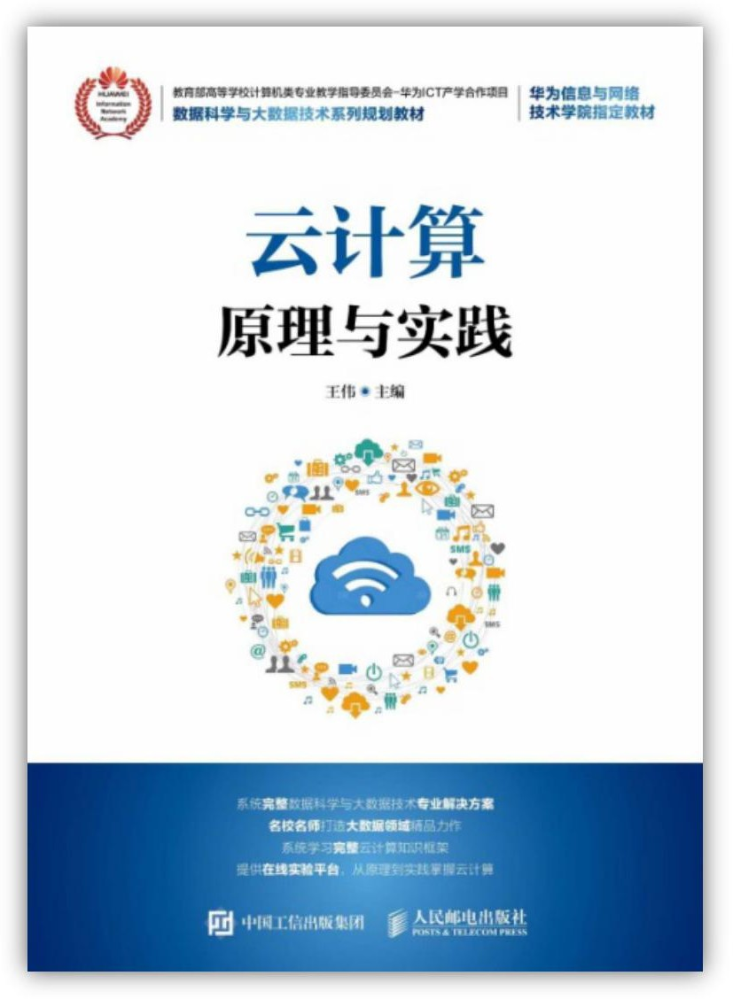 HUAWEI
Information
Network
Academy
教育部高等学校计算机类专业教学指导委员会-华为ICT产学合作项目
数据科学与大数据技术系列规划教材
华为信息与网络
技术学院指定教材
云计算
原理与实践
王伟 主编
SMS
SMS
SMS
SMS
系统完整数据科学与大数据技术专业解决方案
名校名师打造大数据领域精品力作
系统学习完整云计算知识框架
提供在线实验平台，从原理到实践掌握云计算
中国工信出版集团
人民邮电出版社
POSTS & TELECOM PRESS